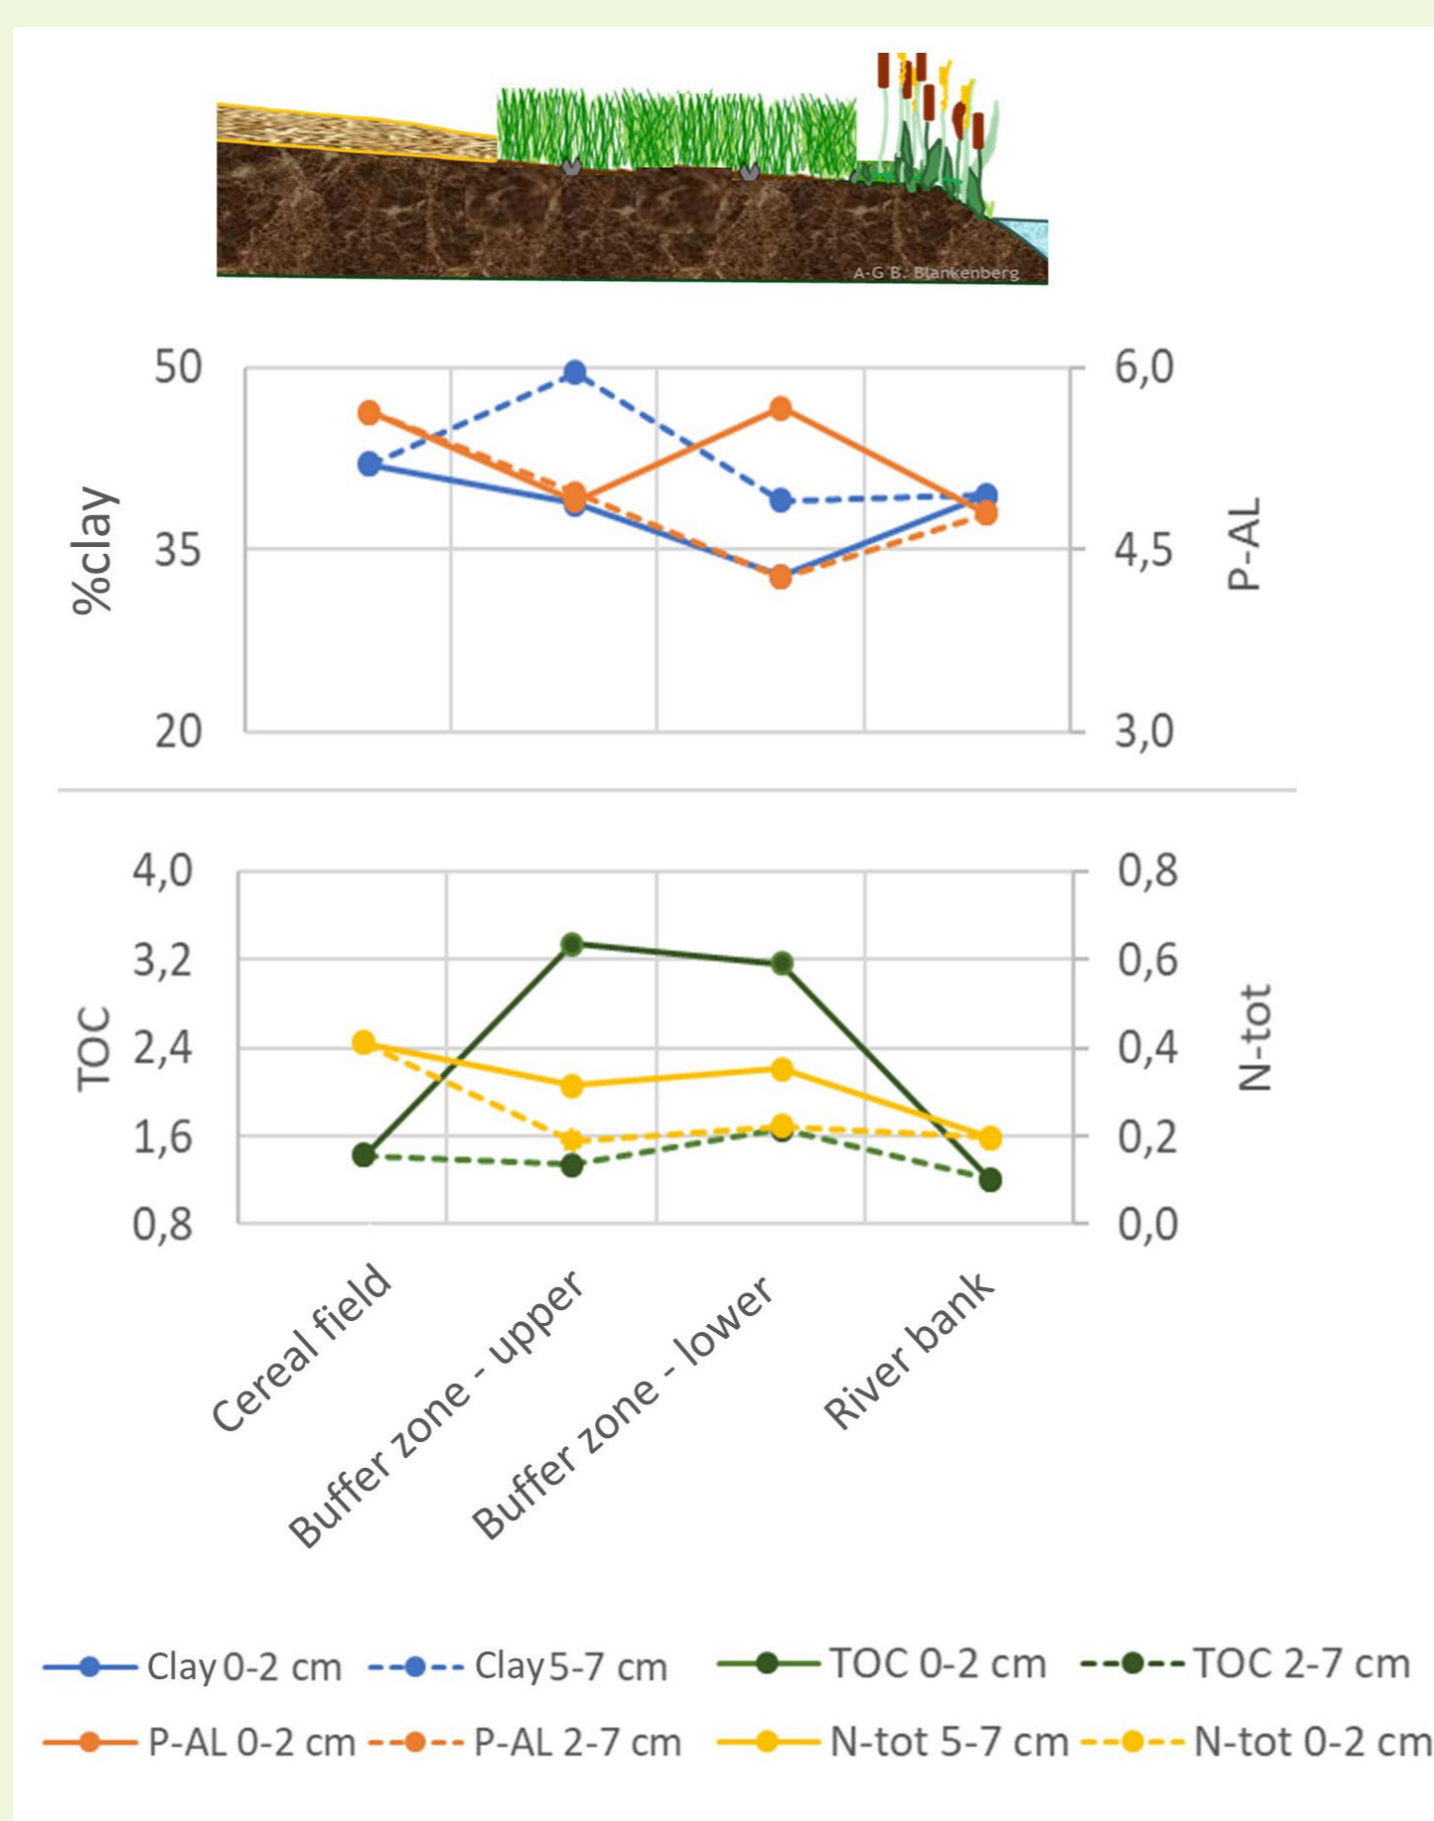 A-G B. Blankenberg
50
6,0
%clay
35
4,5
P-AL
20
3,0
4,0
0,8
3,2
0,6
TOC
2,4
0,4
N-tot
1,6
0,2
0,8
0,0
Cereal field
Buffer zone - upper
Buffer zone - lower
River bank
Clay 0-2 cm
Clay 5-7 cm
TOC 0-2 cm
TOC 2-7 cm
P-AL 0-2 cm
P-AL 2-7 cm
N-tot 5-7 cm
N-tot 0-2 cm